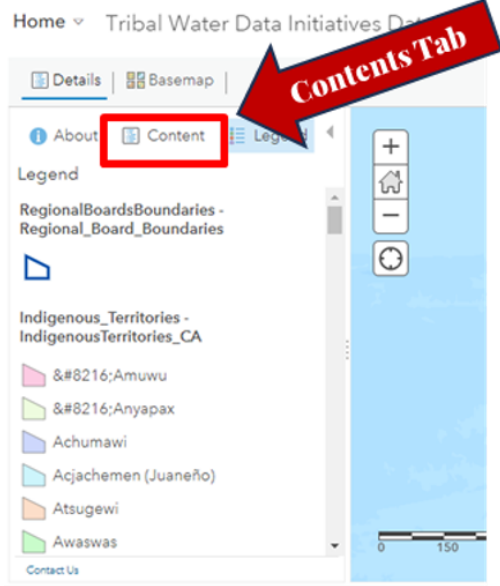 Home Tribal Water Data Initiatives Da
Contents Tab
Details | Basemap |
About Content Legend
Legend
RegionalBoardsBoundaries -
Regional_Board_Boundaries
Indigenous_Territories -
IndigenousTerritories_CA
&#8216;Amuwu
&#8216;Anyapax
Achumawi
Acjachemen (Juaneño)
Atsugewi
Awaswas
Contact Us
+
−
0 150